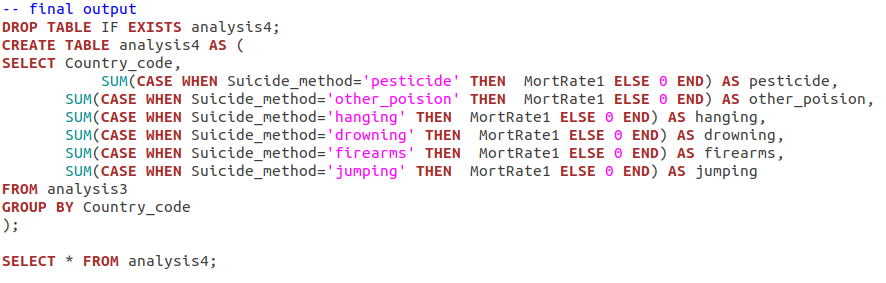 -- final output
DROP TABLE IF EXISTS analysis4;
CREATE TABLE analysis4 AS (
SELECT Country_code,
SUM(CASE WHEN Suicide_method='pesticide' THEN  MortRate1 ELSE 0 END) AS pesticide,
SUM(CASE WHEN Suicide_method='other_poision' THEN  MortRate1 ELSE 0 END) AS other_poision,
SUM(CASE WHEN Suicide_method='hanging' THEN  MortRate1 ELSE 0 END) AS hanging,
SUM(CASE WHEN Suicide_method='drowning' THEN  MortRate1 ELSE 0 END) AS drowning,
SUM(CASE WHEN Suicide_method='firearms' THEN  MortRate1 ELSE 0 END) AS firearms,
SUM(CASE WHEN Suicide_method='jumping' THEN  MortRate1 ELSE 0 END) AS jumping
FROM analysis3
GROUP BY Country_code
);
SELECT * FROM analysis4;